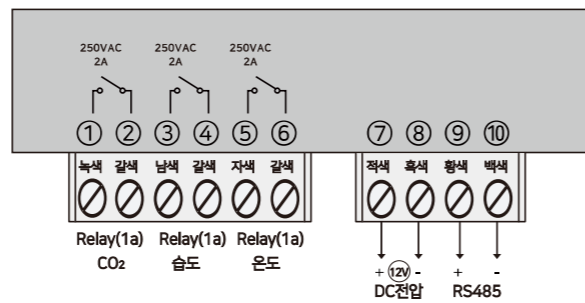 250VAC 250VAC 250VAC
2A 2A 2A
① ② ③ ④ ⑤ ⑥ ⑦ ⑧ ⑨ ⑩
녹색 갈색 남색 갈색 자색 갈색 적색 흑색 황색 백색
Relay(1a) Relay(1a) Relay(1a)
CO₂ 습도 온도
+ 12V - + -
DC전압 RS485